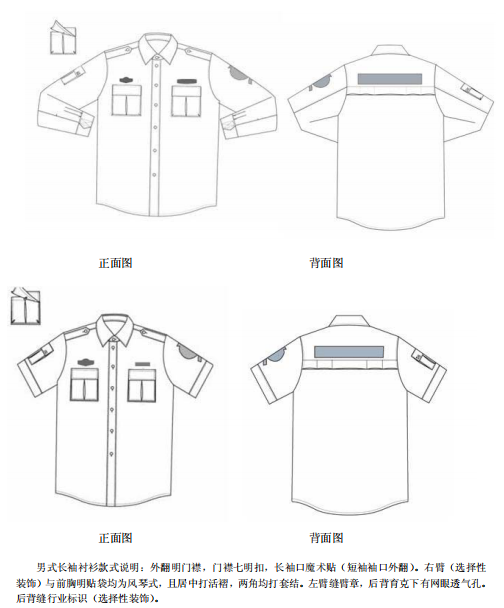 正面图 背面图
正面图 背面图
男式长袖衬衫款式说明：外翻明门襟，门襟七明扣，长袖口魔术贴（短袖袖口外翻）。右臂（选择性
装饰）与前胸明贴袋均为风琴式，且居中打活褶，两角均打套结。左臂缝臂章，后背育克下有网眼透气孔。
后背缝行业标识（选择性装饰）。